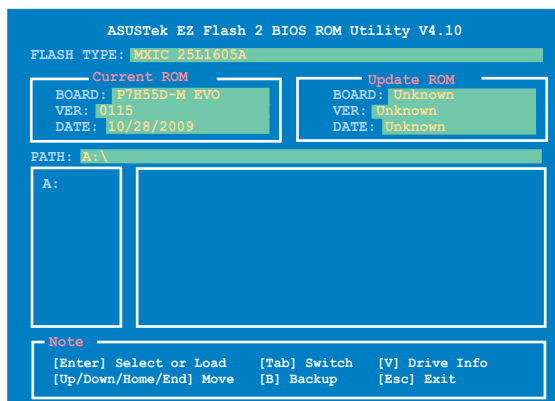 ASUSTek EZ Flash 2 BIOS ROM Utility V4.10
FLASH TYPE: MXIC 25L1605A
Current ROM
BOARD: P7H55D-M EVO
VER: 0115
DATE: 10/28/2009
Update ROM
BOARD: Unknown
VER: Unknown
DATE: Unknown
PATH: A:\
A:
Note
[Enter] Select or Load [Tab] Switch [V] Drive Info
[Up/Down/Home/End] Move [B] Backup [Esc] Exit